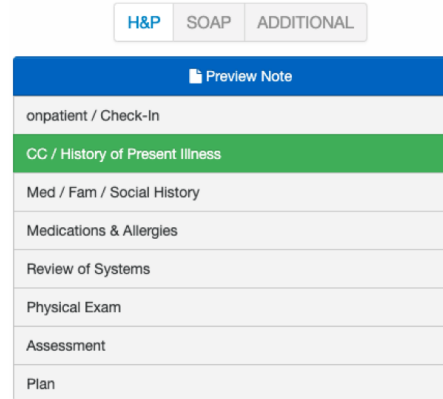 H&P SOAP ADDITIONAL
Preview Note
onpatient / Check-In
CC / History of Present Illness
Med / Fam / Social History
Medications & Allergies
Review of Systems
Physical Exam
Assessment
Plan